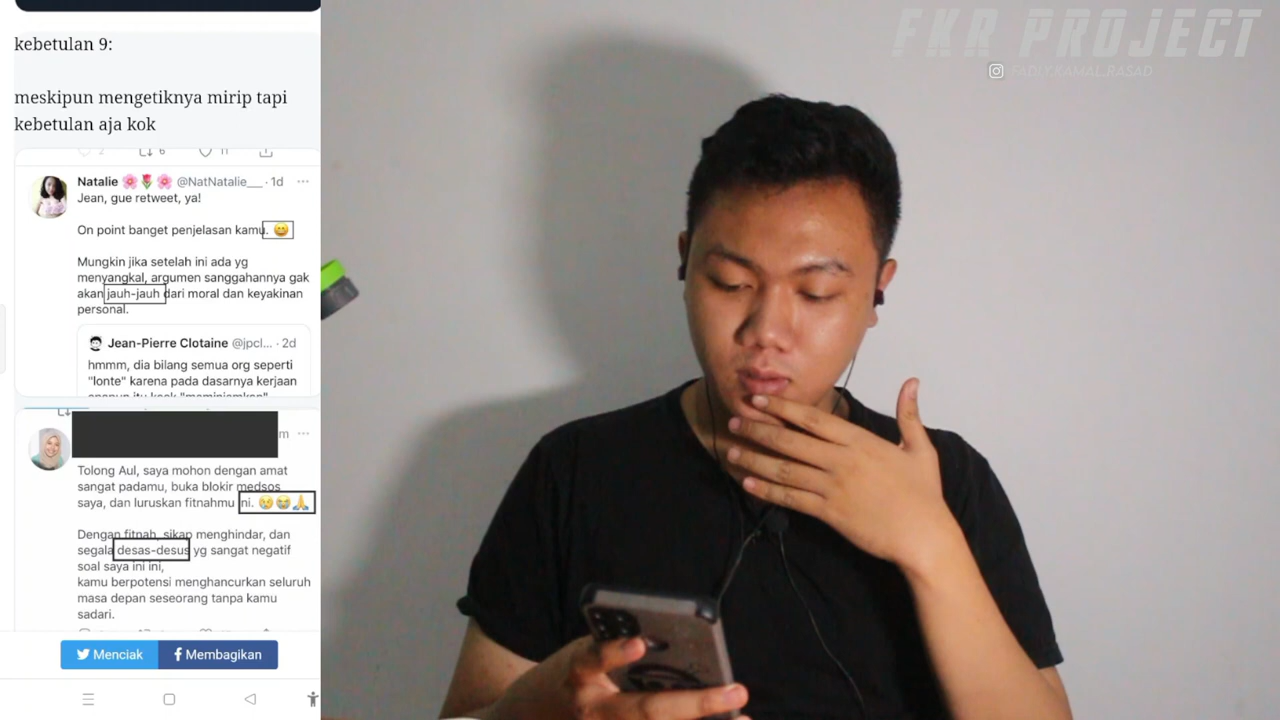 kebetulan 9:
meskipun mengetiknya mirip tapi
kebetulan aja kok
2 6 11
Natalie 🌸🌷🌸 @NatNatalie__ · 1d
Jean, gue retweet, ya!
On point banget penjelasan kamu. 😄
Mungkin jika setelah ini ada yg
menyangkal, argumen sanggahannya gak
akan jauh-jauh dari moral dan keyakinan
personal.
Jean-Pierre Clotaine @jpcl... · 2d
hmmm, dia bilang semua org seperti
"lonte" karena pada dasarnya kerjaan
m
Tolong Aul, saya mohon dengan amat
sangat padamu, buka blokir medsos
saya, dan luruskan fitnahmu ini. 😢😭🙏
Dengan fitnah, sikap menghindar, dan
segala desas-desus yg sangat negatif
soal saya ini ini,
kamu berpotensi menghancurkan seluruh
masa depan seseorang tanpa kamu
sadari.
Menciak
Membagikan
FKR PROJECT
FADLY.KAMAL.RASAD